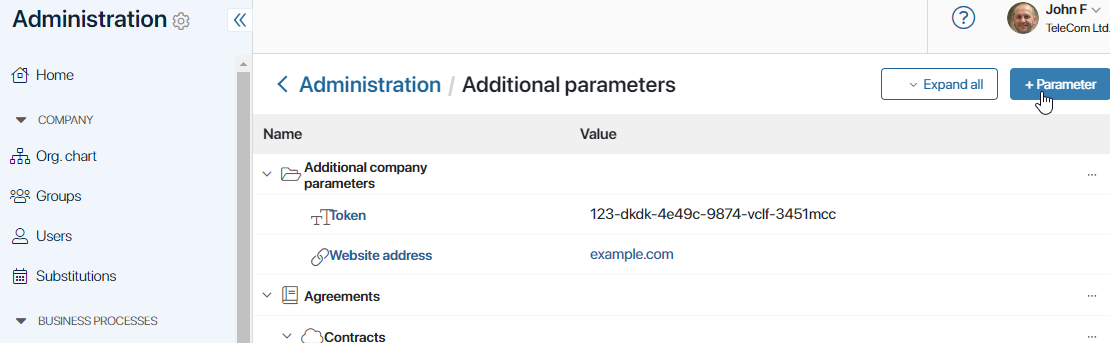 Administration
Home
COMPANY
Org. chart
Groups
Users
Substitutions
BUSINESS PROCESSES
John F
TeleCom Ltd.
Administration / Additional parameters
Expand all
+ Parameter
Name Value
Additional company
parameters
Token 123-dkdk-4e49c-9874-vclf-3451mcc
Website address example.com
Agreements
Contracts